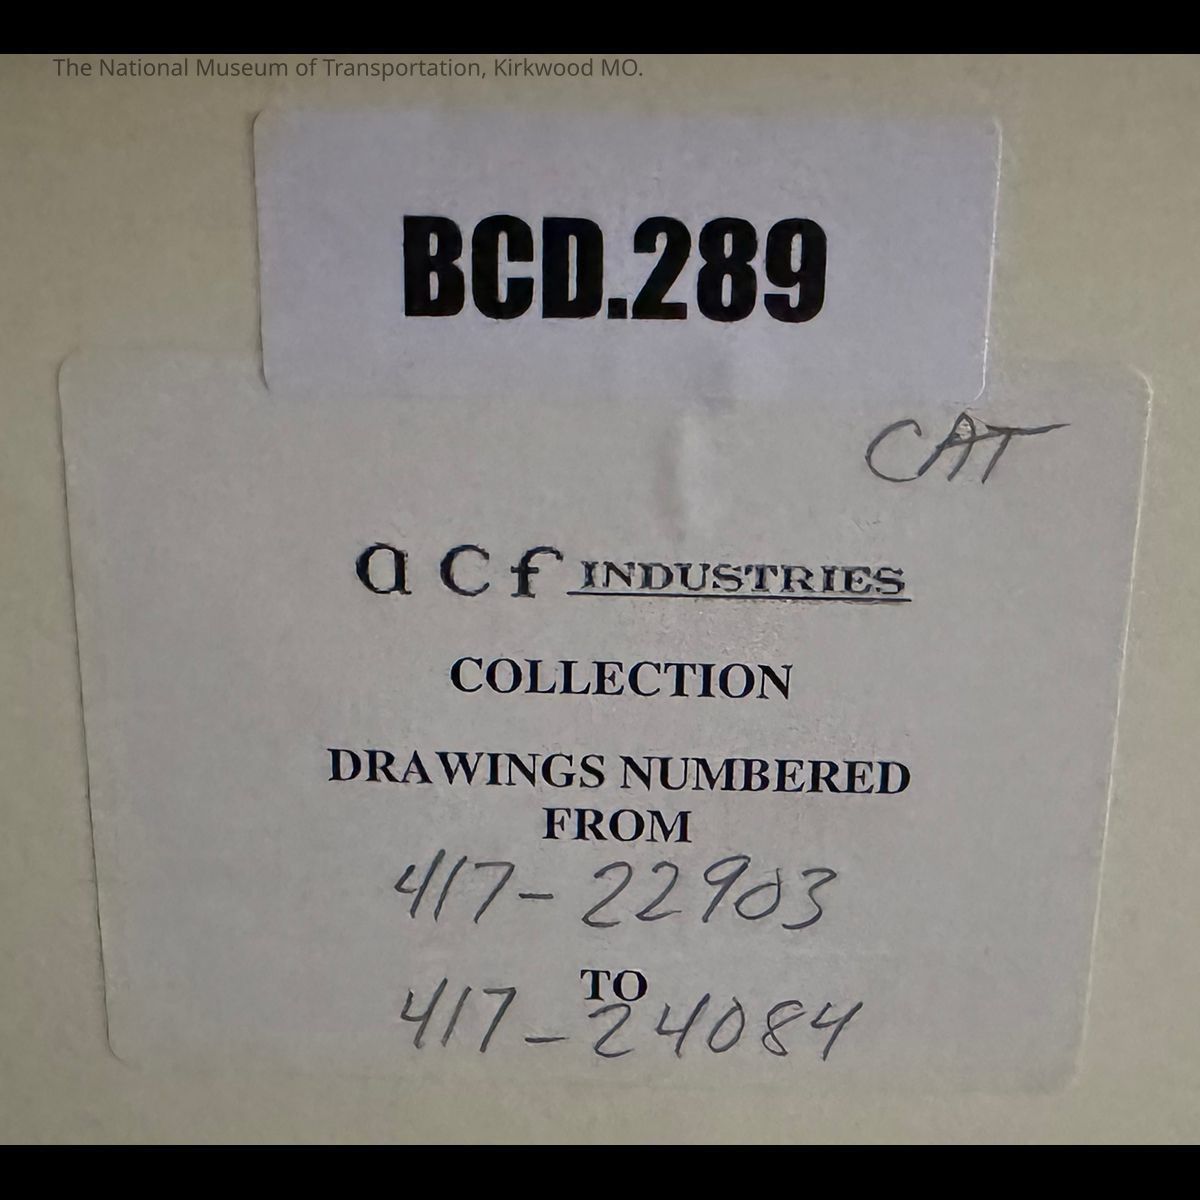 The National Museum of Transportation, Kirkwood MO.
BCD.289
CAT
acf INDUSTRIES
COLLECTION
DRAWINGS NUMBERED
FROM
417-22903
TO
417-24084